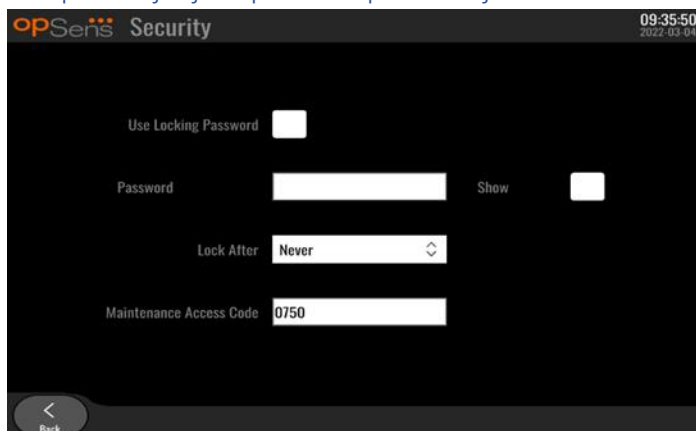 opSens Security
09:35:50
2022-03-04
Use Locking Password
Password
Show
Lock After
Never
Maintenance Access Code
0750
Back